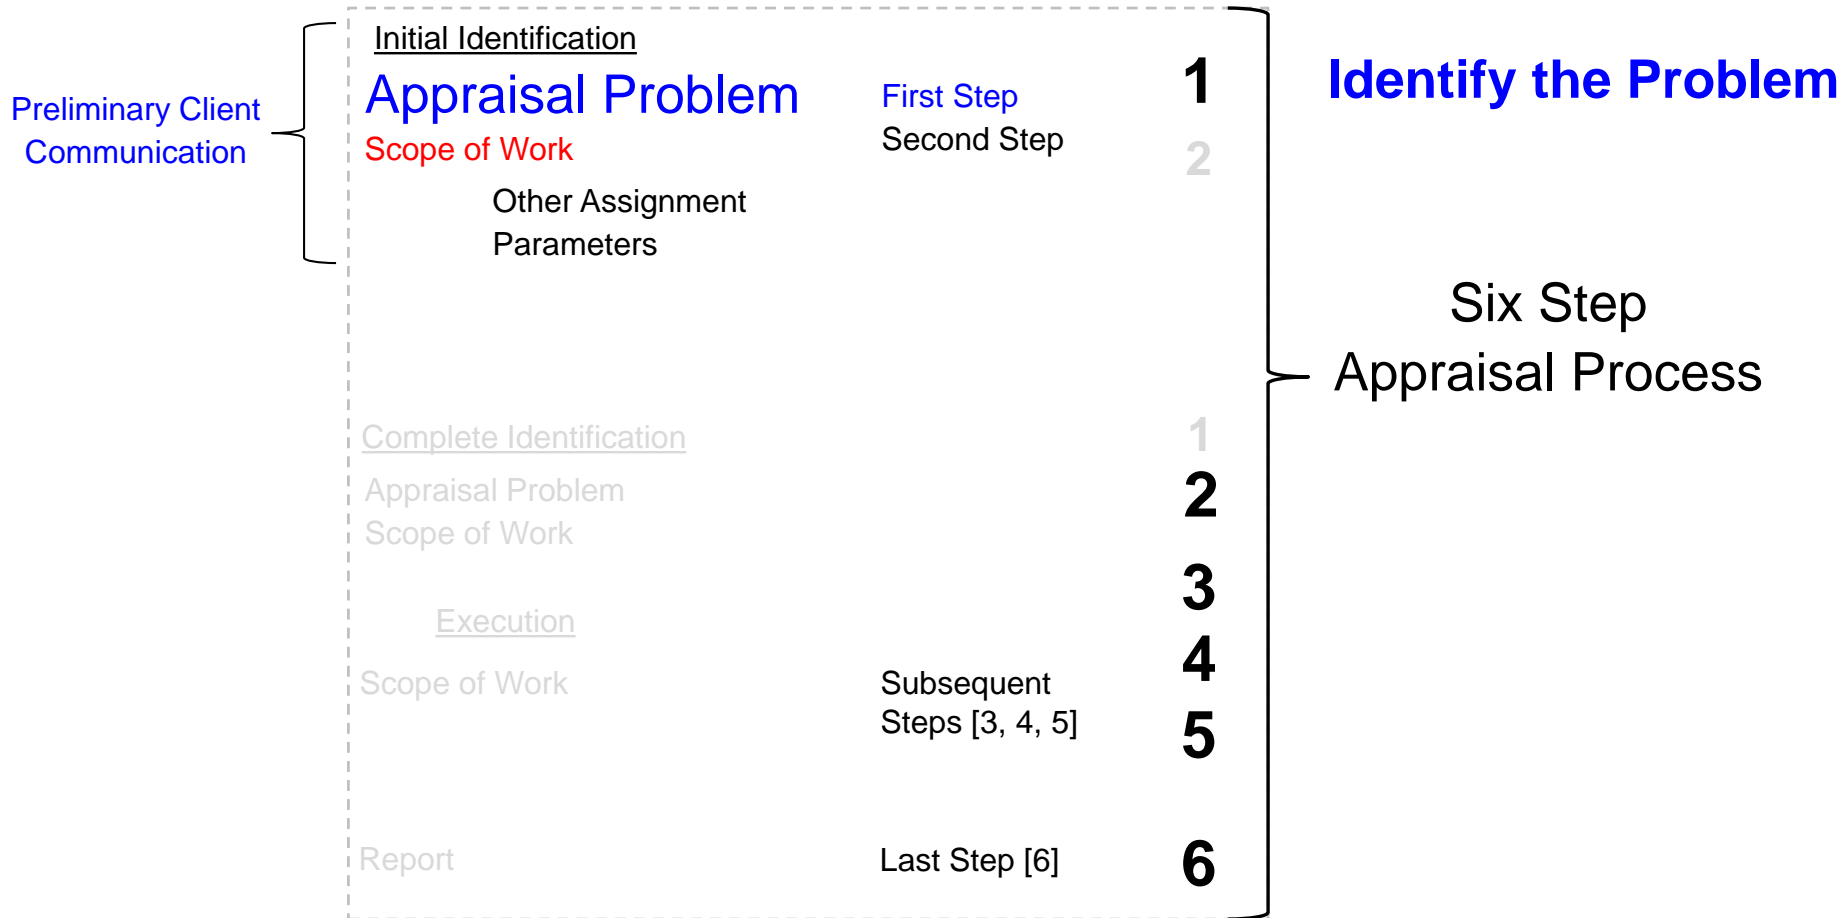 Initial Identification
Preliminary Client
Communication
Appraisal Problem
First Step
1
Identify the Problem
Scope of Work
Second Step
2
Other Assignment
Parameters
Six Step
Appraisal Process
Complete Identification
1
Appraisal Problem
2
Scope of Work
3
Execution
4
Scope of Work
Subsequent
Steps [3, 4, 5]
5
Report
Last Step [6]
6